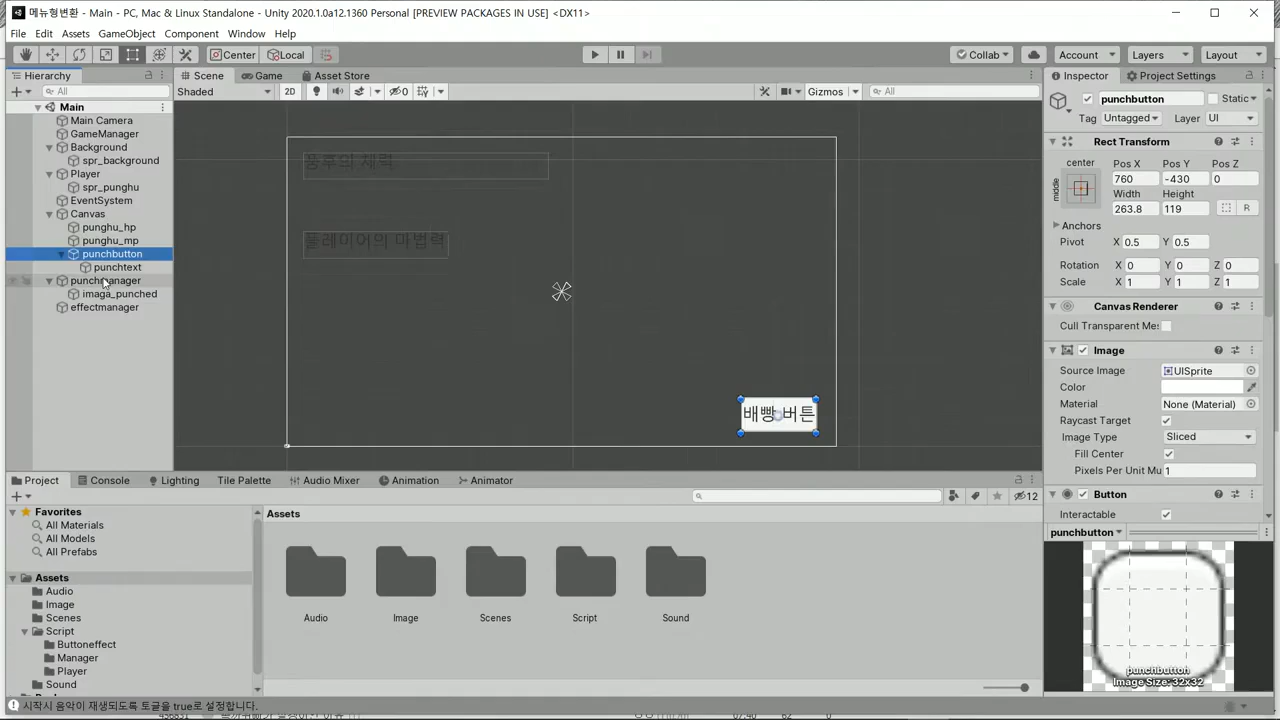 메뉴형변환 - Main - PC, Mac & Linux Standalone - Unity 2020.1.0a12.1360 Personal [PREVIEW PACKAGES IN USE] <DX11>
File Edit Assets GameObject Component Window Help
Center Local Collab Account Layers Layout
Hierarchy Scene Game Asset Store Inspector Project Settings
All Shaded 2D 0 Gizmos All
punchbutton Static
Tag Untagged Layer UI
Main
Main Camera
GameManager
Background
spr_background
Player
spr_punghu
EventSystem
Canvas
punghu_hp
punghu_mp
punchbutton
punchtext
punchmanager
imaga_punched
effectmanager
풍후의 체력
플레이어의 마법력
배빵 버튼
Rect Transform
center Pos X Pos Y Pos Z
middle 760 -430 0
Width Height
263.8 119 R
Anchors
Pivot X 0.5 Y 0.5
Rotation X 0 Y 0 Z 0
Scale X 1 Y 1 Z 1
Canvas Renderer
Cull Transparent Me
Image
Source Image UISprite
Color
Material None (Material)
Raycast Target
Image Type Sliced
Fill Center
Pixels Per Unit Mu 1
Button
Interactable
punchbutton
punchbutton
Image Size: 32x32
Project Console Lighting Tile Palette Audio Mixer Animation Animator
12
Favorites
All Materials
All Models
All Prefabs
Assets
Audio
Image
Scenes
Script
Buttoneffect
Manager
Player
Sound
Assets
Audio Image Scenes Script Sound
시작시 음악이 재생되도록 토글을 true로 설정합니다.